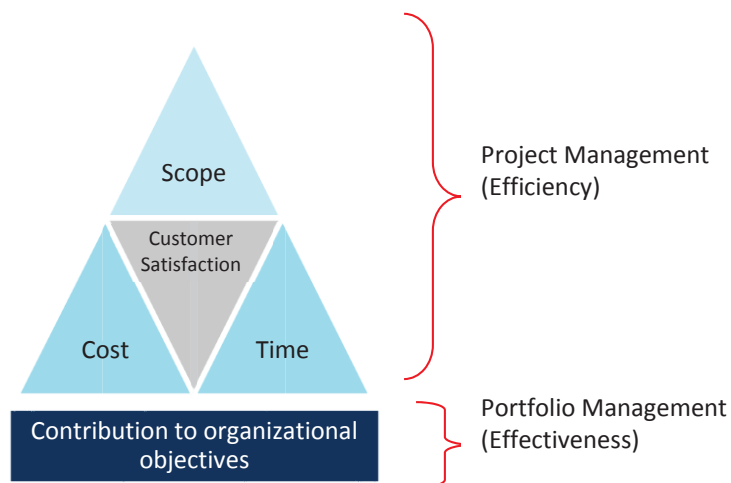 Scope
Project Management
(Efficiency)
Customer
Satisfaction
Cost
Time
Contribution to organizational
objectives
Portfolio Management
(Effectiveness)